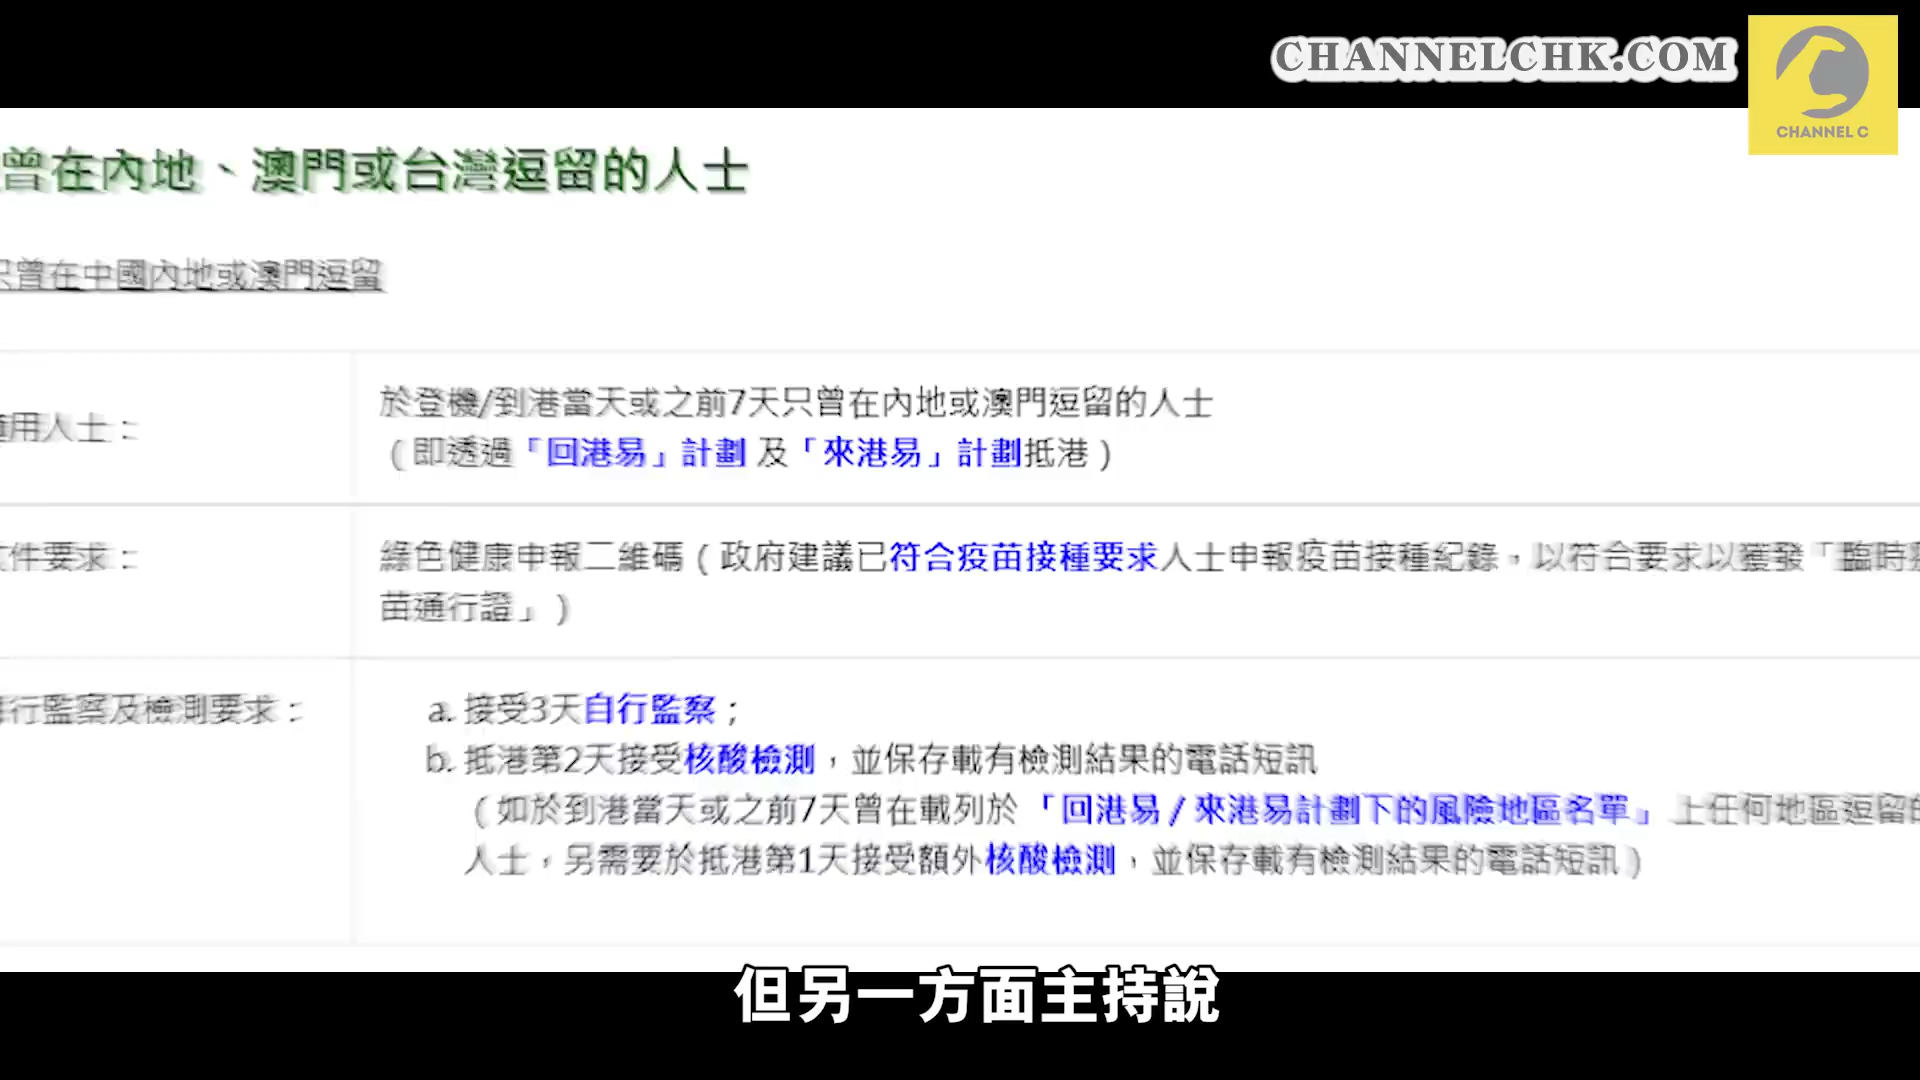 CHANNELCHK.COM
CHANNEL C
曾在內地、澳門或台灣逗留的人士
只曾在中國內地或澳門逗留
用人士：
於登機/到港當天或之前7天只曾在內地或澳門逗留的人士
（即透過「回港易」計劃 及「來港易」計劃抵港）
件要求：
綠色健康申報二維碼（政府建議已符合疫苗接種要求人士申報疫苗接種紀錄，以符合要求以獲發「臨時疫
苗通行證」）
行監察及檢測要求：
a. 接受3天自行監察；
b. 抵港第2天接受核酸檢測，並保存載有檢測結果的電話短訊
（如於到港當天或之前7天曾在載列於「回港易／來港易計劃下的風險地區名單」上任何地區逗留的
人士，另需要於抵港第1天接受額外核酸檢測，並保存載有檢測結果的電話短訊）
但另一方面主持說